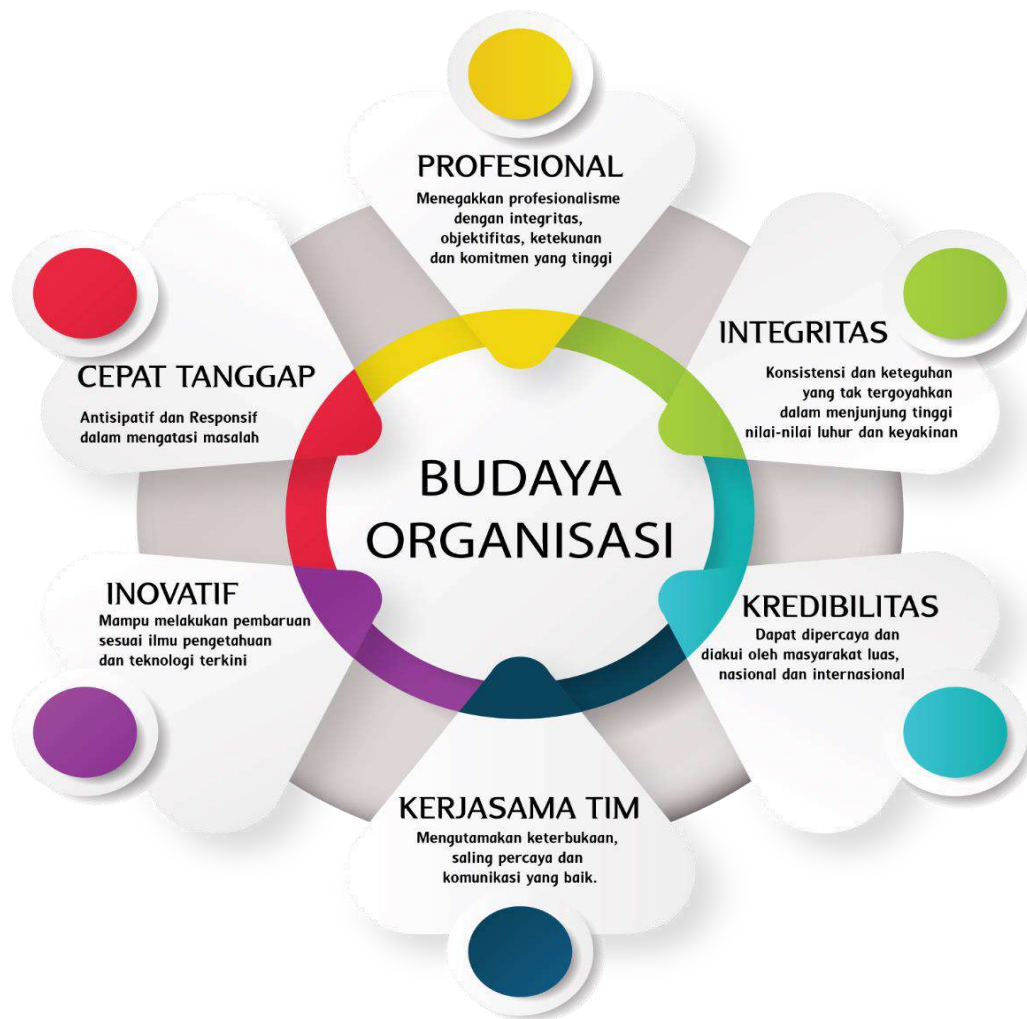 PROFESIONAL
Menegakkan profesionalisme
dengan integritas,
objektifitas, ketekunan
dan komitmen yang tinggi
INTEGRITAS
Konsistensi dan keteguhan
yang tak tergoyahkan
dalam menjunjung tinggi
nilai-nilai luhur dan keyakinan
KREDIBILITAS
Dapat dipercaya dan
diakui oleh masyarakat luas,
nasional dan internasional
KERJASAMA TIM
Mengutamakan keterbukaan,
saling percaya dan
komunikasi yang baik.
INOVATIF
Mampu melakukan pembaruan
sesuai ilmu pengetahuan
dan teknologi terkini
CEPAT TANGGAP
Antisipatif dan Responsif
dalam mengatasi masalah
BUDAYA
ORGANISASI